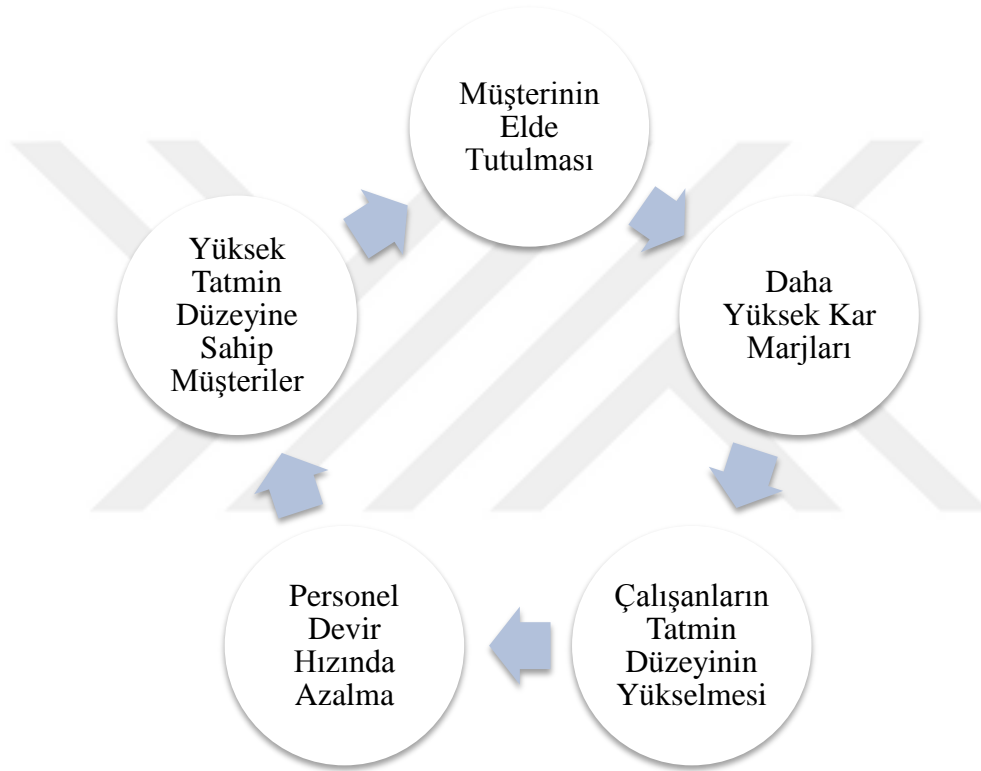 Müşterinin
Elde
Tutulması
Daha
Yüksek Kar
Marjları
Çalışanların
Tatmin
Düzeyinin
Yükselmesi
Personel
Devir
Hızında
Azalma
Yüksek
Tatmin
Düzeyine
Sahip
Müşteriler